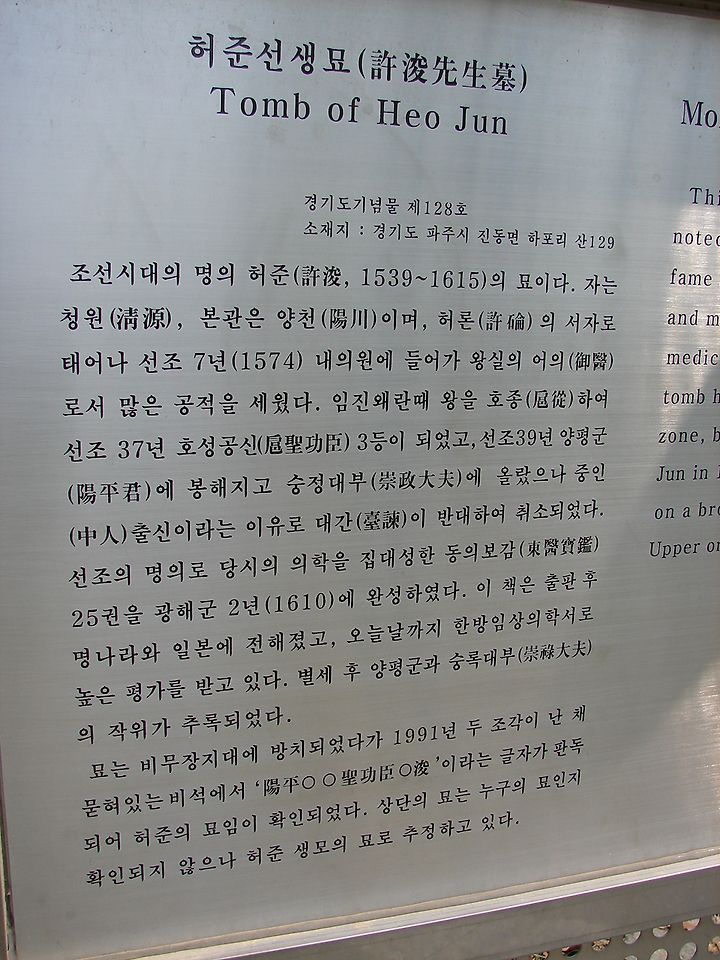 허준선생묘(許浚先生墓)
Tomb of Heo Jun
경기도기념물 제128호
소재지 : 경기도 파주시 진동면 하포리 산129
조선시대의 명의 허준(許浚, 1539~1615)의 묘이다. 자는
청원(淸源), 본관은 양천(陽川)이며, 허론(許碖)의 서자로
태어나 선조 7년(1574) 내의원에 들어가 왕실의 어의(御醫)
로서 많은 공적을 세웠다. 임진왜란때 왕을 호종(扈從)하여
선조 37년 호성공신(扈聖功臣) 3등이 되었고,선조39년 양평군
(陽平君)에 봉해지고 숭정대부(崇政大夫)에 올랐으나 중인
(中人)출신이라는 이유로 대간(臺諫)이 반대하여 취소되었다.
선조의 명의로 당시의 의학을 집대성한 동의보감(東醫寶鑑)
25권을 광해군 2년(1610)에 완성하였다. 이 책은 출판 후
명나라와 일본에 전해졌고, 오늘날까지 한방임상의학서로
높은 평가를 받고 있다. 별세 후 양평군과 숭록대부(崇祿大夫)
의 작위가 추록되었다.
묘는 비무장지대에 방치되었다가 1991년 두 조각이 난 채
묻혀있는 비석에서 '陽平○ ○聖功臣○浚'이라는 글자가 판독
되어 허준의 묘임이 확인되었다. 상단의 묘는 누구의 묘인지
확인되지 않으나 허준 생모의 묘로 추정하고 있다.
Mo
Thi
noted
fame
and m
medic
tomb h
zone, b
Jun in
on a bro
Upper or